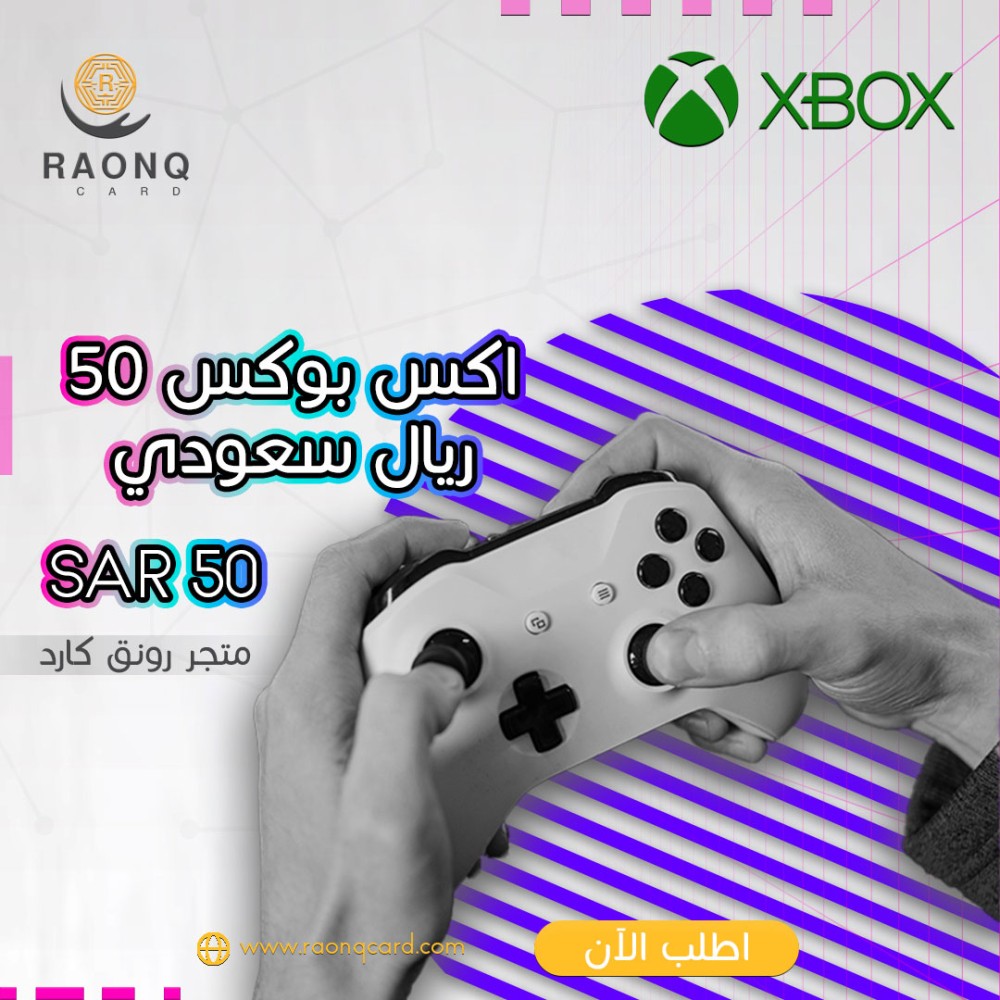 RAONQ
CARD
XBOX
اكس بوكس 50
ريال سعودي
SAR 50
متجر رونق كارد
www.raonqcard.com
اطلب الآن